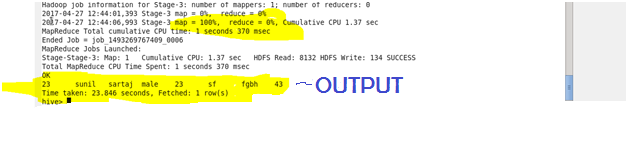 Hadoop job information for Stage-3: number of mappers: 1; number of reducers: 0
2017-04-27 12:44:01,393 Stage-3 map = 0%,  reduce = 0%
2017-04-27 12:44:06,993 Stage-3 map = 100%,  reduce = 0%, Cumulative CPU 1.37 sec
MapReduce Total cumulative CPU time: 1 seconds 370 msec
Ended Job = job_1493269767409_0006
MapReduce Jobs Launched:
Stage-Stage-3: Map: 1   Cumulative CPU: 1.37 sec   HDFS Read: 8132 HDFS Write: 134 SUCCESS
Total MapReduce CPU Time Spent: 1 seconds 370 msec
OK
23 sunil sartaj male 23 sf fgbh 43 OUTPUT
Time taken: 23.846 seconds, Fetched: 1 row(s)
hive>